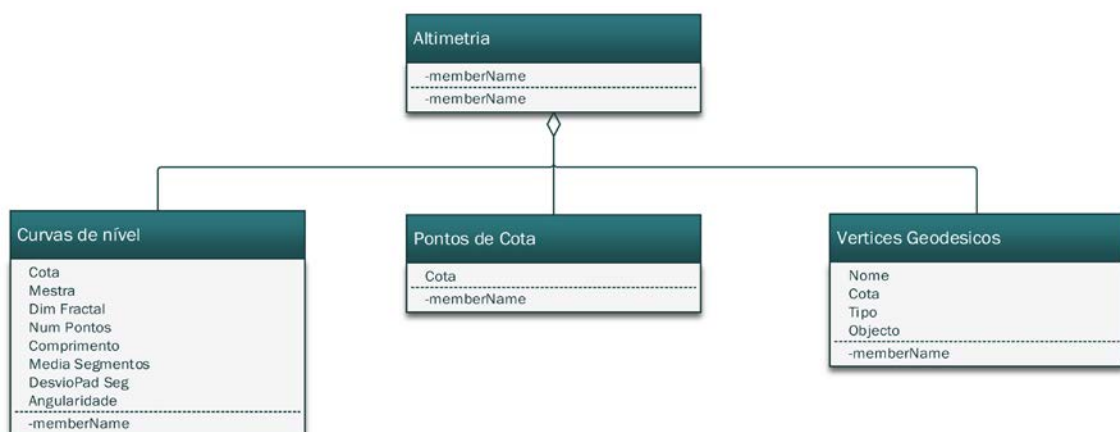 Altimetria
-memberName
-memberName
Curvas de nível
Cota
Mestra
Dim Fractal
Num Pontos
Comprimento
Media Segmentos
DesvioPad Seg
Angularidade
-memberName
Pontos de Cota
Cota
-memberName
Vertices Geodesicos
Nome
Cota
Tipo
Objecto
-memberName